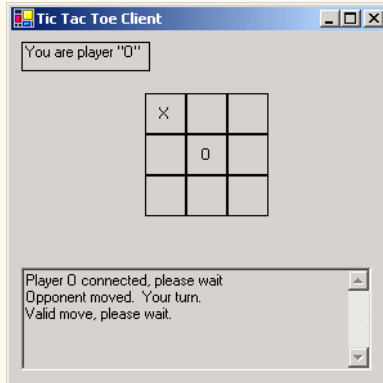 Tic Tac Toe Client
You are player "O"
X
O
Player O connected, please wait
Opponent moved.  Your turn.
Valid move, please wait.